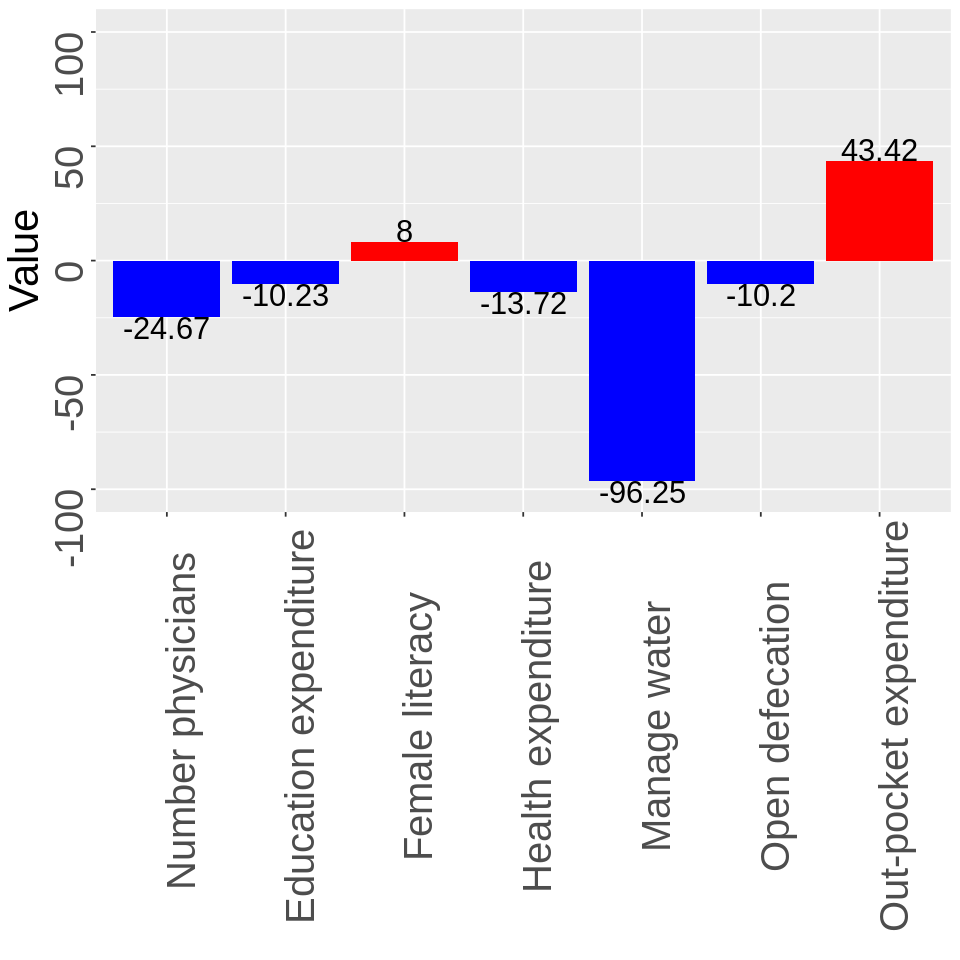 Value
100
50
0
-50
-100
-24.67
-10.23
8
-13.72
-96.25
-10.2
43.42
Number physicians
Education expenditure
Female literacy
Health expenditure
Manage water
Open defecation
Out-pocket expenditure